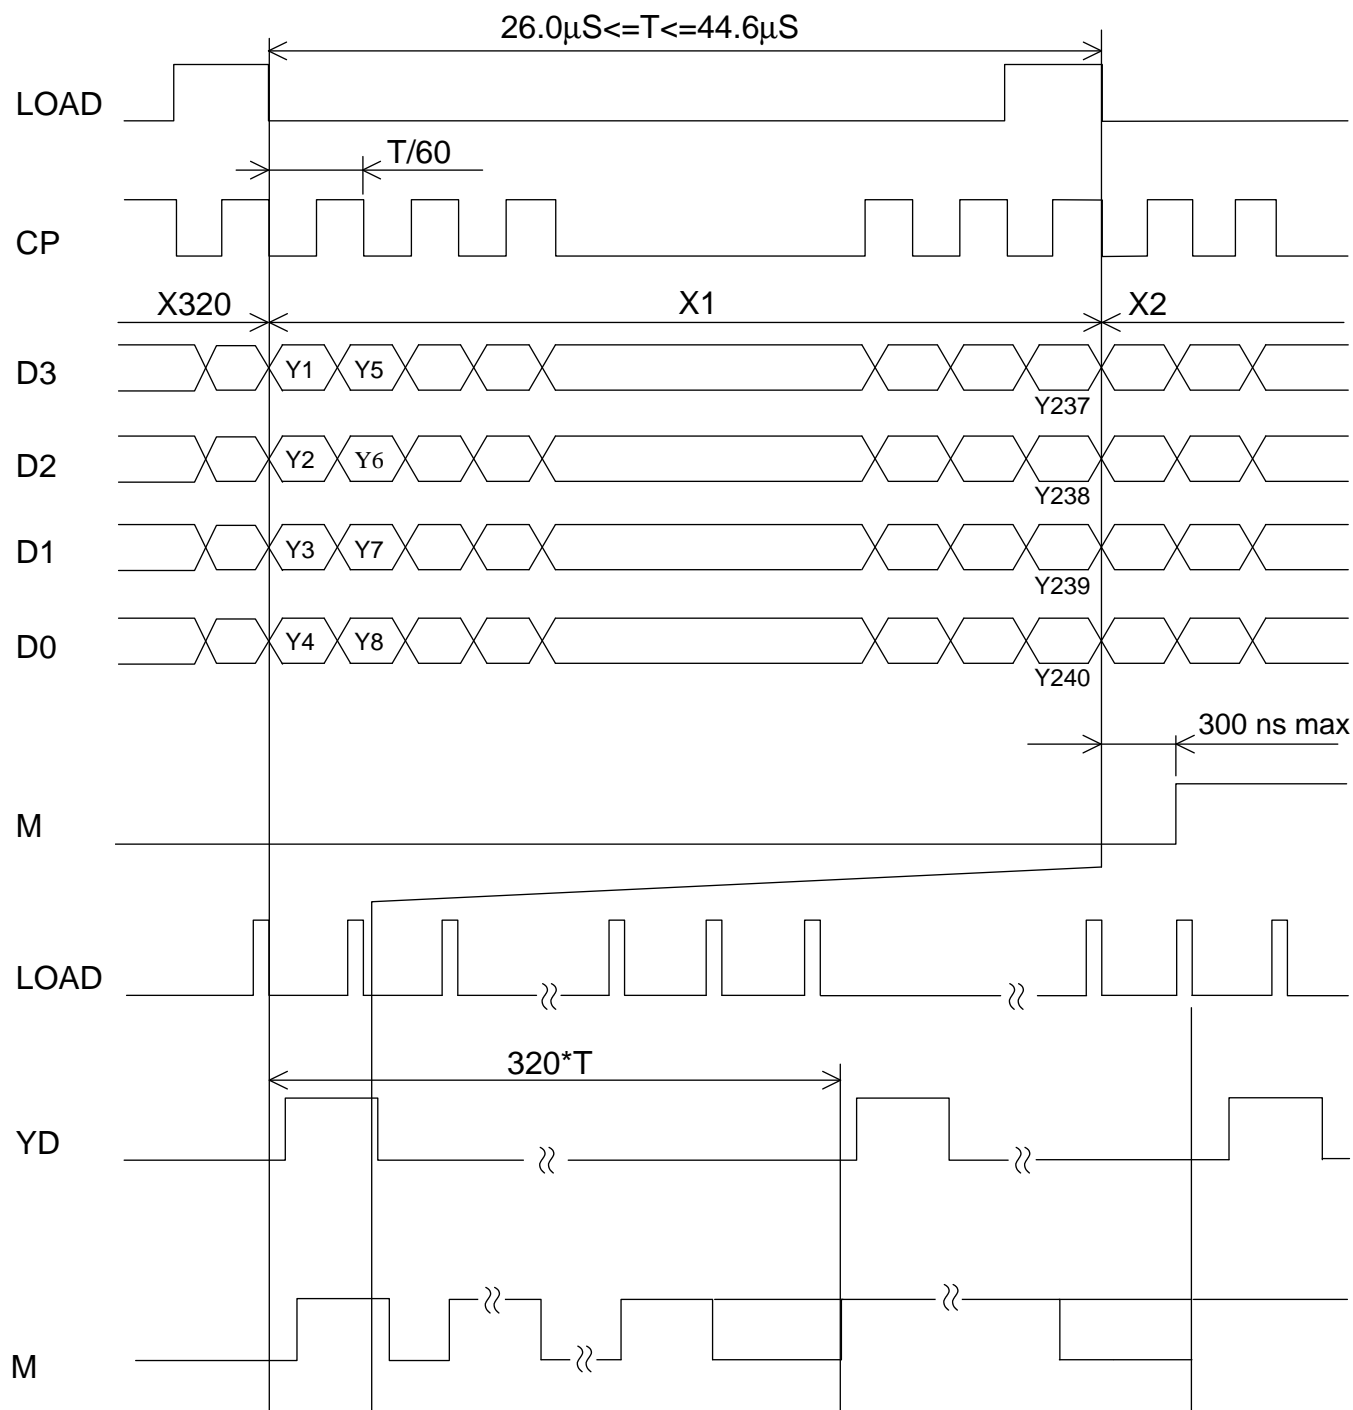 26.0μS<=T<=44.6μS
LOAD
T/60
CP
X320 X1 X2
D3 Y1 Y5
Y237
D2 Y2 Y6
Y238
D1 Y3 Y7
Y239
D0 Y4 Y8
Y240
300 ns max
M
LOAD
320*T
YD
M